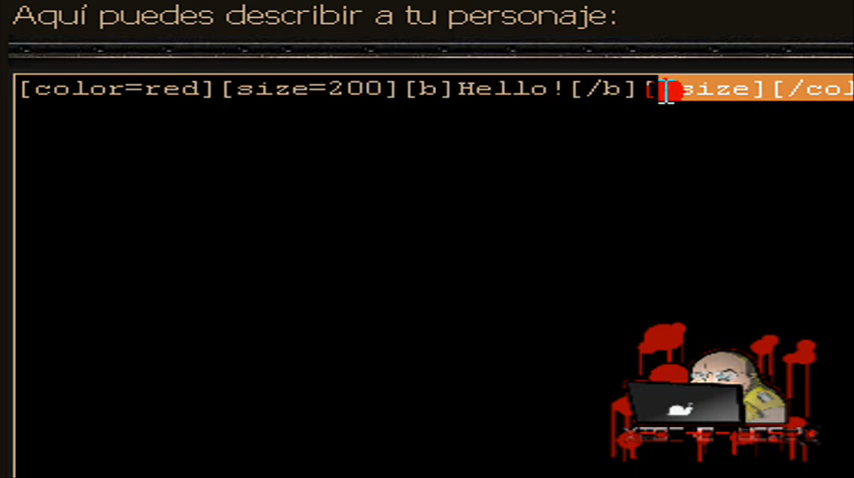 Aquí puedes describir a tu personaje:
[color=red][size=200][b]Hello![/b][/size][/col